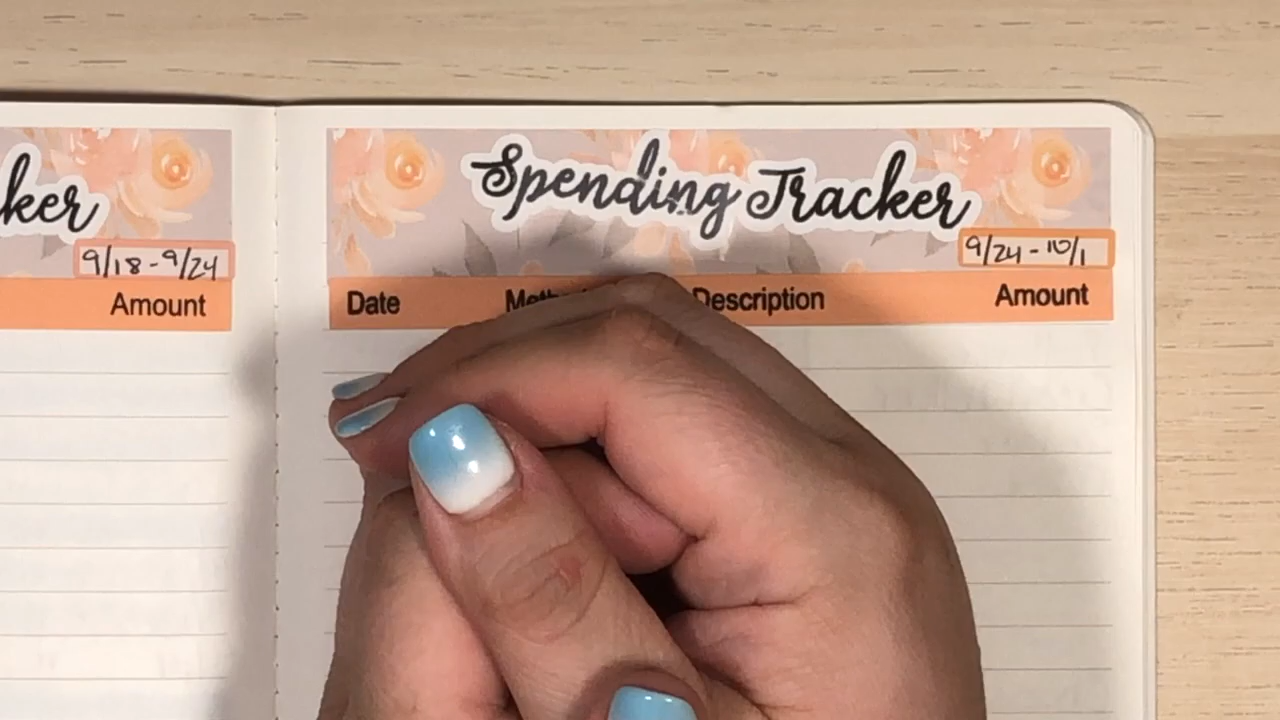 ker
9/18-9/24
Amount
Spending Tracker
9/24-10/1
Date Description Amount